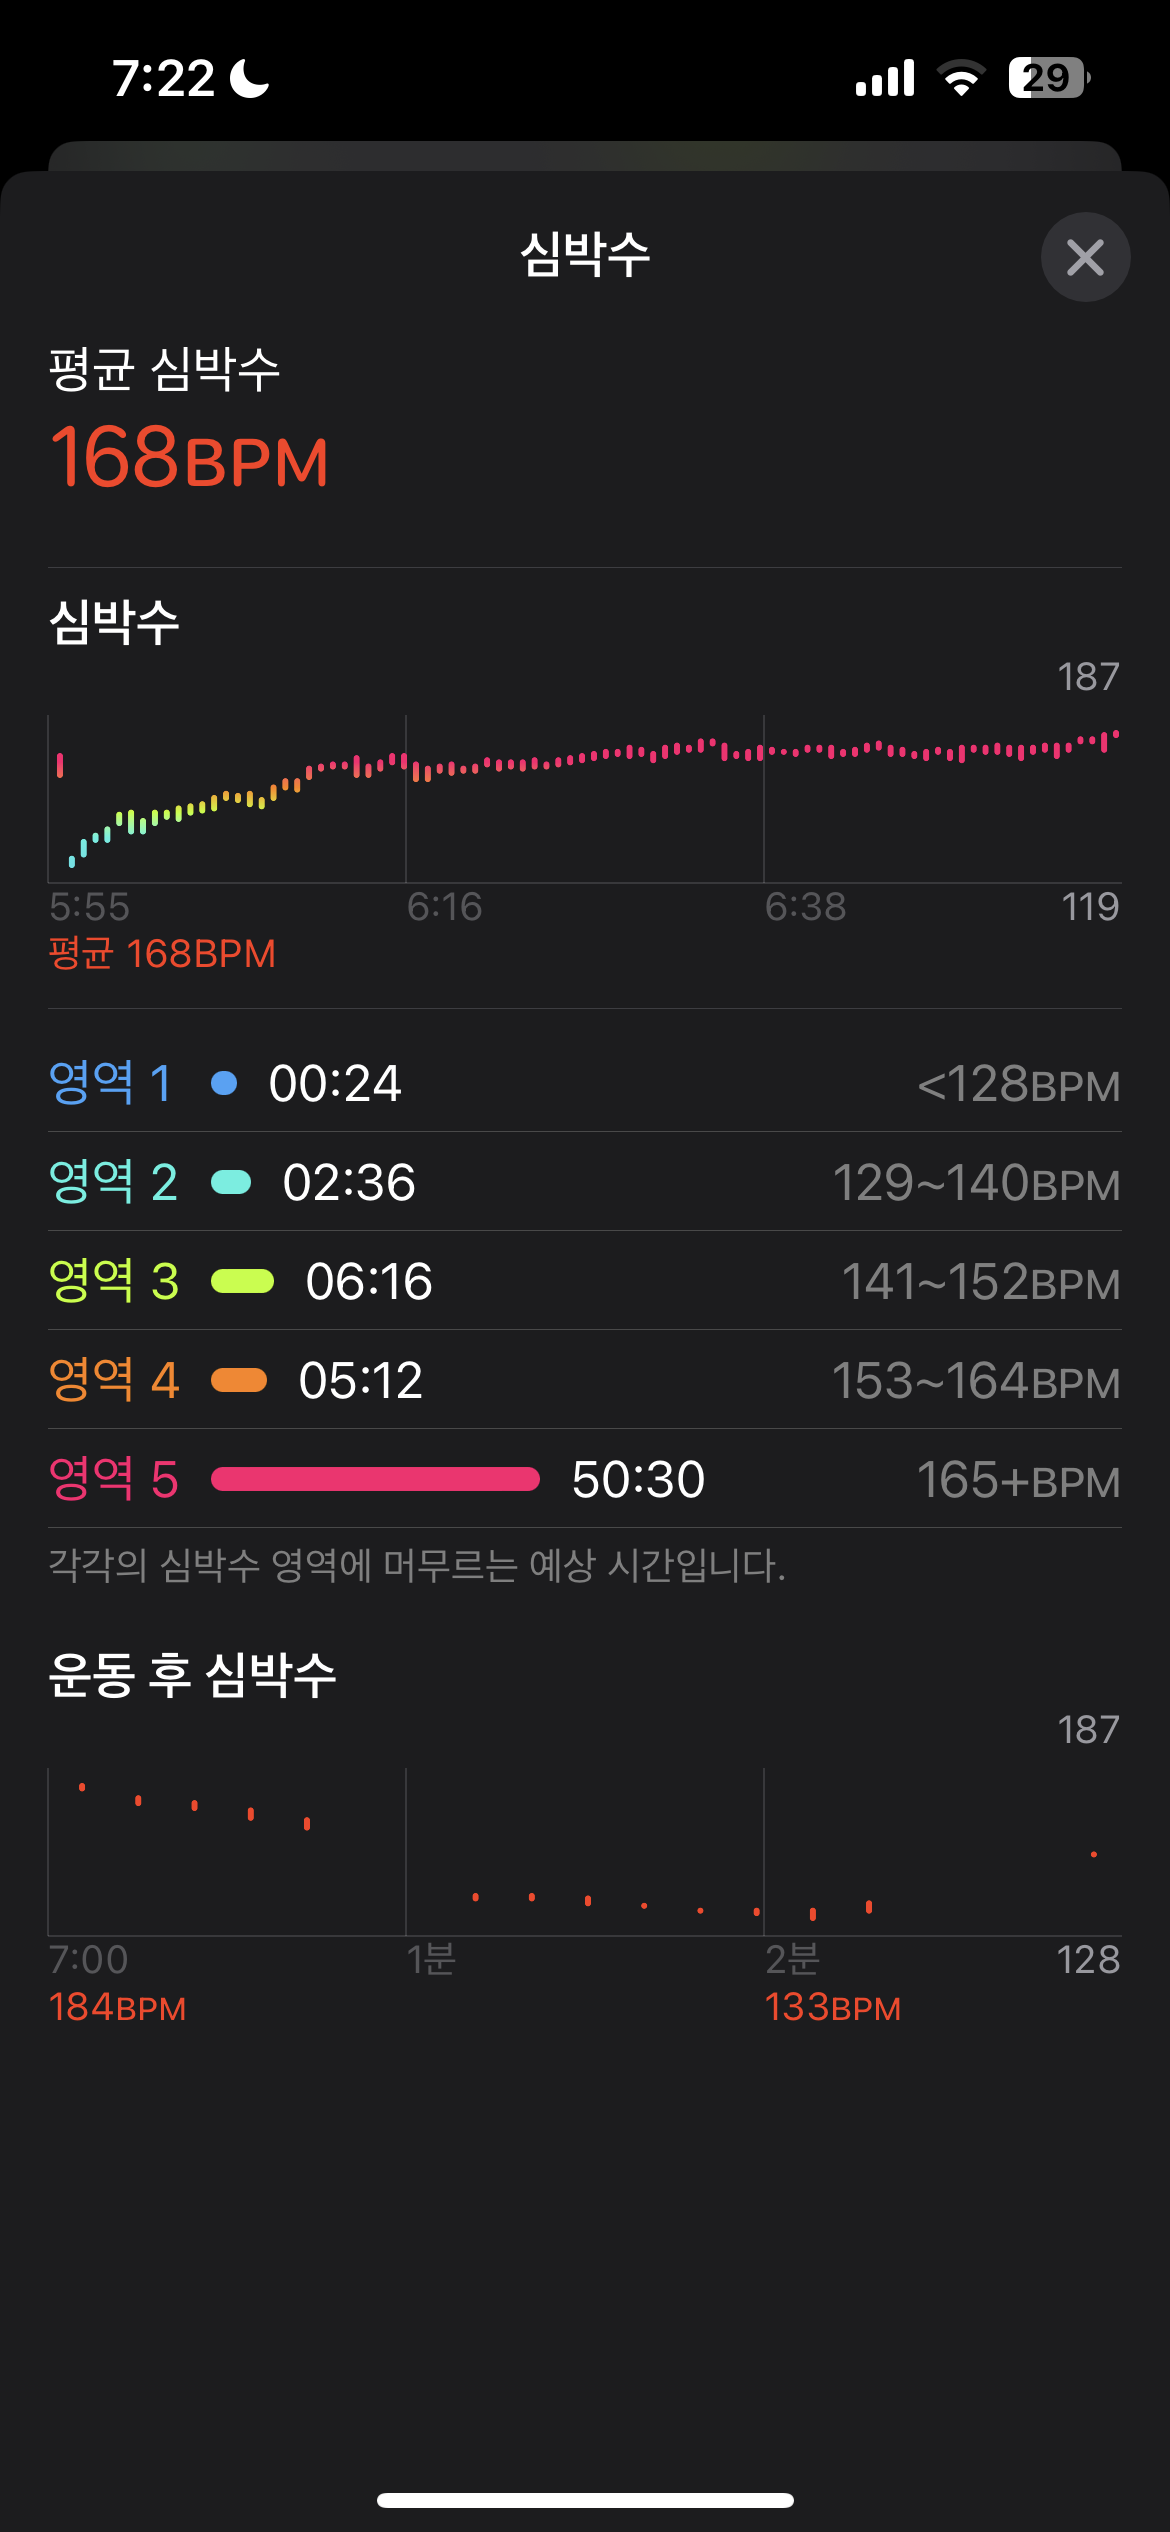 7:22
29
심박수
평균 심박수
168BPM
심박수
187
5:55 6:16 6:38 119
평균 168BPM
영역 1 00:24 <128BPM
영역 2 02:36 129~140BPM
영역 3 06:16 141~152BPM
영역 4 05:12 153~164BPM
영역 5 50:30 165+BPM
각각의 심박수 영역에 머무르는 예상 시간입니다.
운동 후 심박수
187
7:00 1분 2분 128
184BPM 133BPM